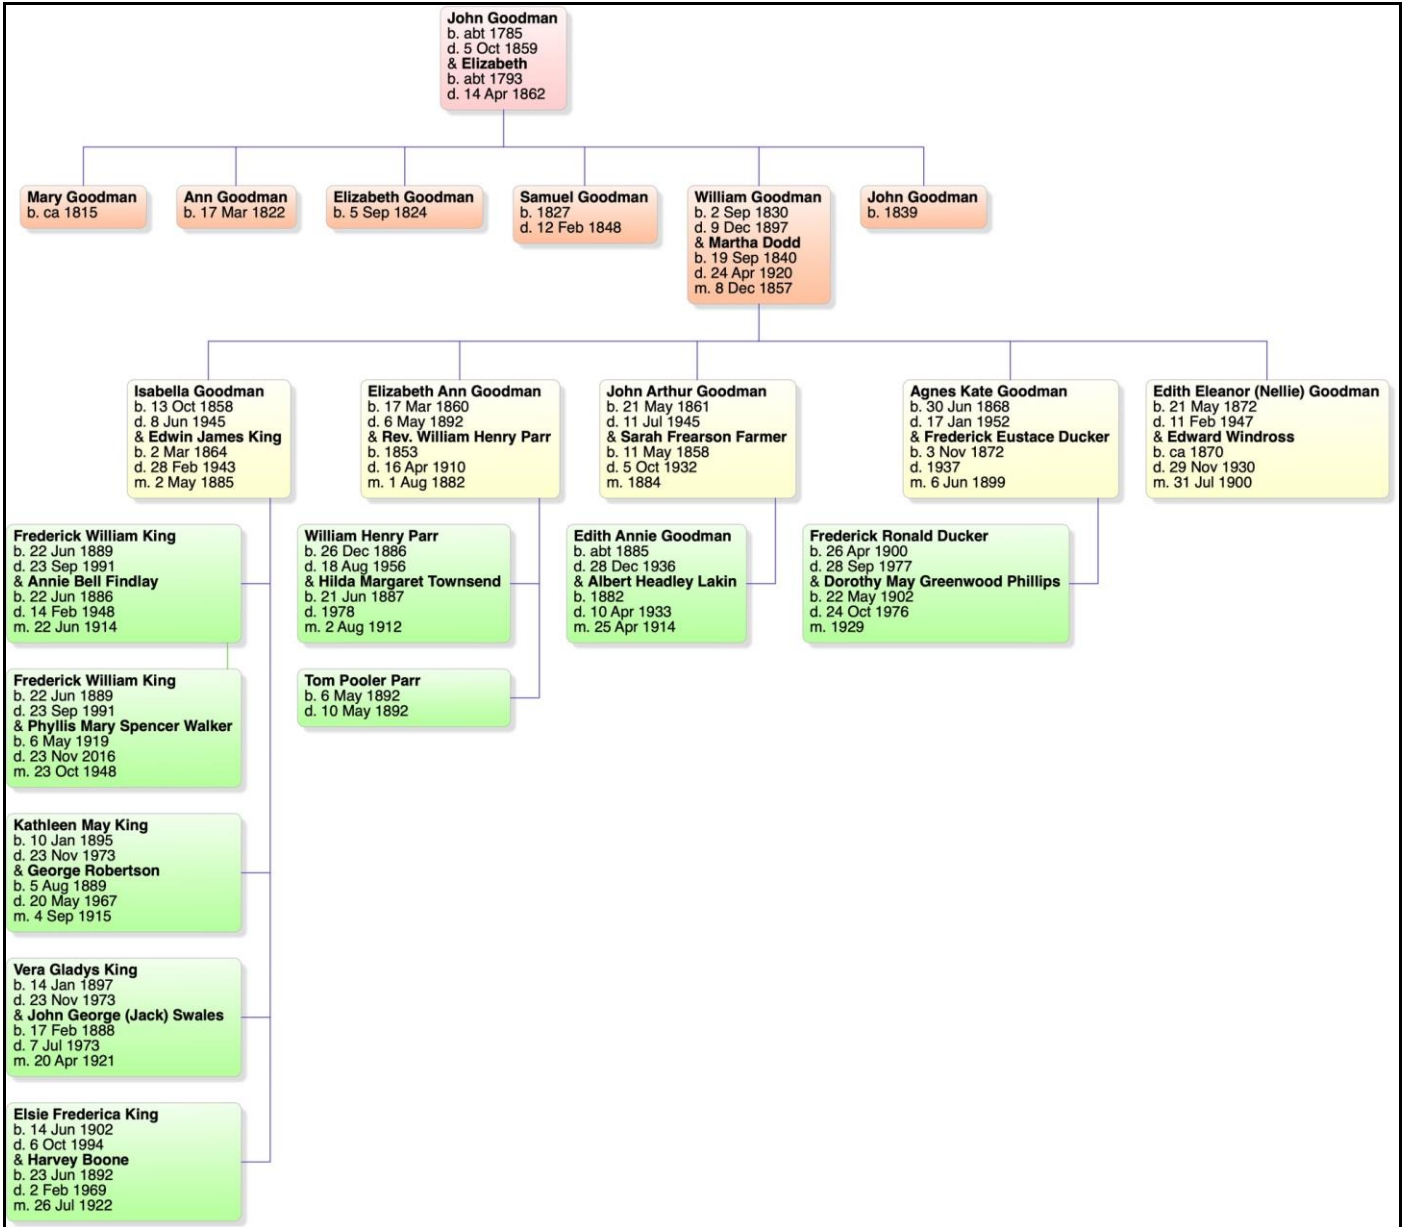 John Goodman
b. abt 1785
d. 5 Oct 1859
& Elizabeth
b. abt 1793
d. 14 Apr 1862
Mary Goodman
b. ca 1815
Ann Goodman
b. 17 Mar 1822
Elizabeth Goodman
b. 5 Sep 1824
Samuel Goodman
b. 1827
d. 12 Feb 1848
William Goodman
b. 2 Sep 1830
d. 9 Dec 1897
& Martha Dodd
b. 19 Sep 1840
d. 24 Apr 1920
m. 8 Dec 1857
John Goodman
b. 1839
Isabella Goodman
b. 13 Oct 1858
d. 8 Jun 1945
& Edwin James King
b. 2 Mar 1864
d. 28 Feb 1943
m. 2 May 1885
Elizabeth Ann Goodman
b. 17 Mar 1860
d. 6 May 1892
& Rev. William Henry Parr
b. 1853
d. 16 Apr 1910
m. 1 Aug 1882
John Arthur Goodman
b. 21 May 1861
d. 11 Jul 1945
& Sarah Frearson Farmer
b. 11 May 1858
d. 5 Oct 1932
m. 1884
Agnes Kate Goodman
b. 30 Jun 1868
d. 17 Jan 1952
& Frederick Eustace Ducker
b. 3 Nov 1872
d. 1937
m. 6 Jun 1899
Edith Eleanor (Nellie) Goodman
b. 21 May 1872
d. 11 Feb 1947
& Edward Windross
b. ca 1870
d. 29 Nov 1930
m. 31 Jul 1900
Frederick William King
b. 22 Jun 1889
d. 23 Sep 1991
& Annie Bell Findlay
b. 22 Jun 1886
d. 14 Feb 1948
m. 22 Jun 1914
William Henry Parr
b. 26 Dec 1886
d. 18 Aug 1956
& Hilda Margaret Townsend
b. 21 Jun 1887
d. 1978
m. 2 Aug 1912
Edith Annie Goodman
b. abt 1885
d. 28 Dec 1936
& Albert Headley Lakin
b. 1882
d. 10 Apr 1933
m. 25 Apr 1914
Frederick Ronald Ducker
b. 26 Apr 1900
d. 28 Sep 1977
& Dorothy May Greenwood Phillips
b. 22 May 1902
d. 24 Oct 1976
m. 1929
Frederick William King
b. 22 Jun 1889
d. 23 Sep 1991
& Phyllis Mary Spencer Walker
b. 6 May 1919
d. 23 Nov 2016
m. 23 Oct 1948
Tom Pooler Parr
b. 6 May 1892
d. 10 May 1892
Kathleen May King
b. 10 Jan 1895
d. 23 Nov 1973
& George Robertson
b. 5 Aug 1889
d. 20 May 1967
m. 4 Sep 1915
Vera Gladys King
b. 14 Jan 1897
d. 23 Nov 1973
& John George (Jack) Swales
b. 17 Feb 1888
d. 7 Jul 1973
m. 20 Apr 1921
Elsie Frederica King
b. 14 Jun 1902
d. 6 Oct 1994
& Harvey Boone
b. 23 Jun 1892
d. 2 Feb 1969
m. 26 Jul 1922